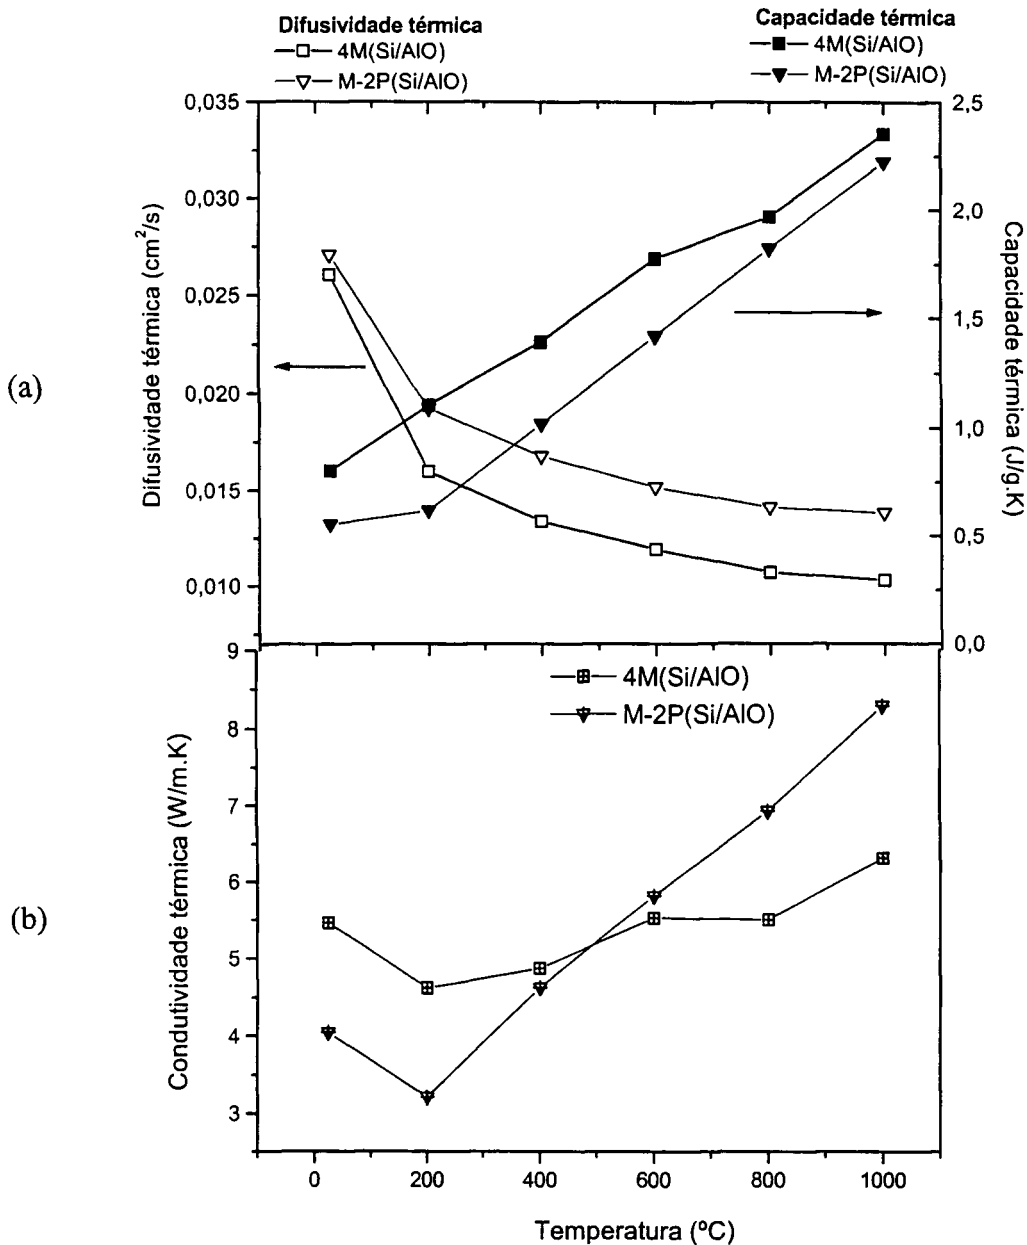 Difusividade térmica
4M(Si/AlO)
M-2P(Si/AlO)
Capacidade térmica
4M(Si/AlO)
M-2P(Si/AlO)
(a)
Difusividade térmica (cm²/s)
0,035
0,030
0,025
0,020
0,015
0,010
2,5
2,0
1,5
1,0
0,5
0,0
Capacidade térmica (J/g.K)
(b)
Condutividade térmica (W/m.K)
9
8
7
6
5
4
3
4M(Si/AlO)
M-2P(Si/AlO)
0 200 400 600 800 1000
Temperatura (ºC)